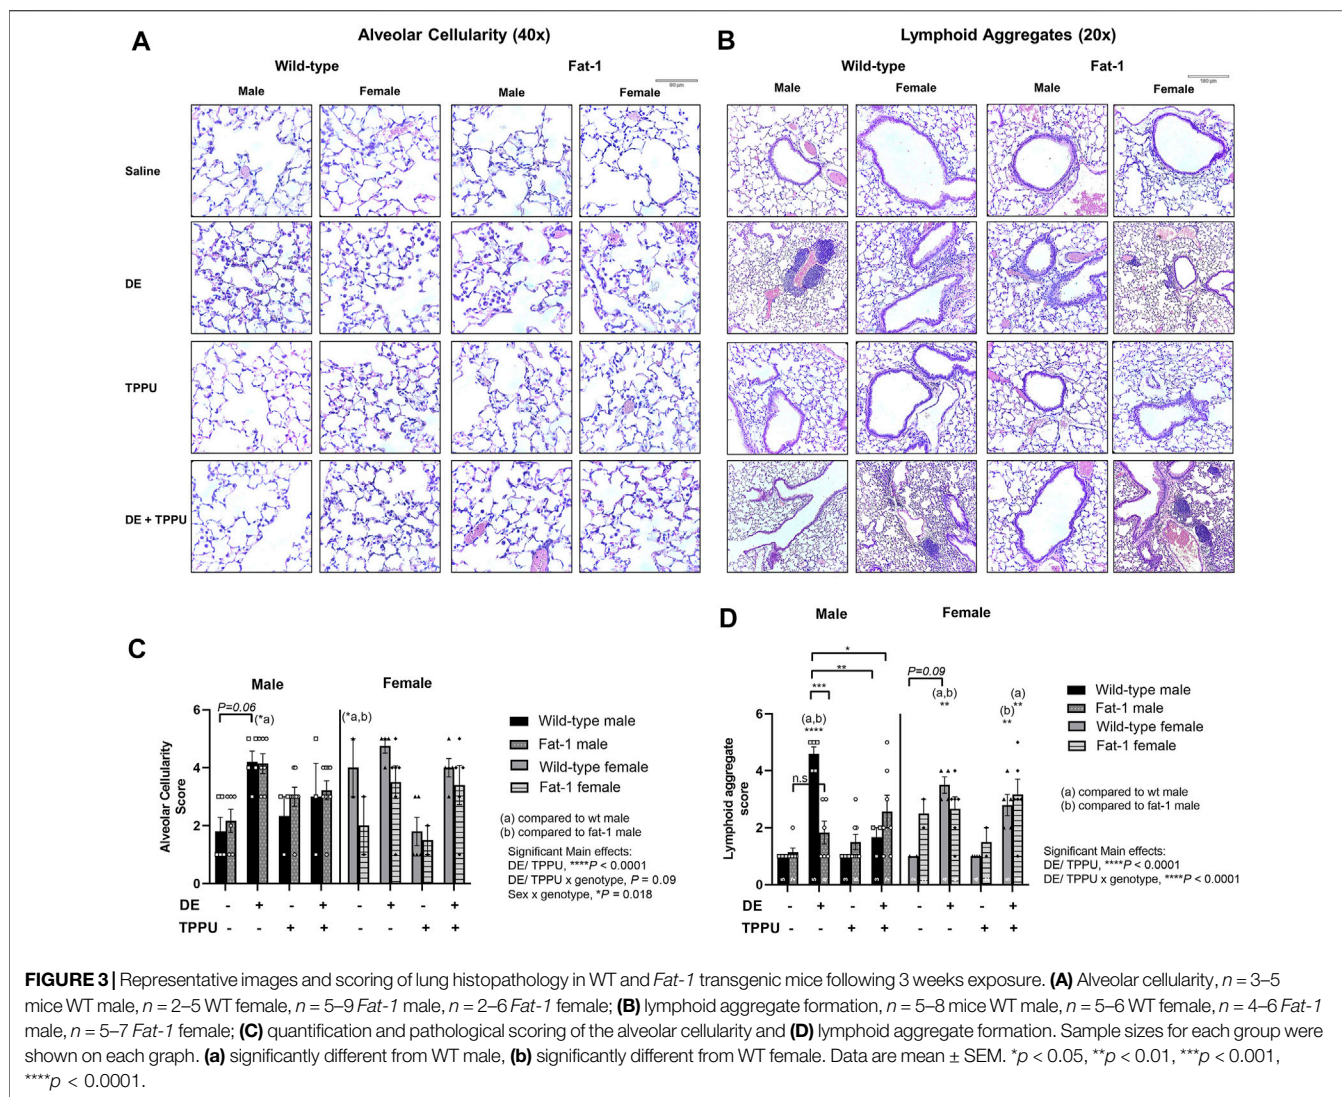 A
Alveolar Cellularity (40x)
Wild-type
Fat-1
60 µm
Male
Female
Male
Female
B
Lymphoid Aggregates (20x)
Wild-type
Fat-1
100 µm
Male
Female
Male
Female
Saline
DE
TPPU
DE + TPPU
C
Male
Female
P=0.06
(*a)
(*a,b)
Alveolar Cellularity
Score
6
4
2
0
DE
- + - + - + - +
TPPU
- - + + - - + +
Wild-type male
Fat-1 male
Wild-type female
Fat-1 female
(a) compared to wt male
(b) compared to fat-1 male
Significant Main effects:
DE/ TPPU, ****P < 0.0001
DE/ TPPU x genotype, P = 0.09
Sex x genotype, *P = 0.018
D
Male
Female
*
**
***
(a,b)
****
n.s
P=0.09
(a,b)
**
(a)
**
(b)
**
Lymphoid aggregate
score
6
4
2
0
DE
- + - + - + - +
TPPU
- - + + - - + +
Wild-type male
Fat-1 male
Wild-type female
Fat-1 female
(a) compared to wt male
(b) compared to fat-1 male
Significant Main effects:
DE/ TPPU, ****P < 0.0001
DE/ TPPU x genotype, ****P < 0.0001
FIGURE 3 | Representative images and scoring of lung histopathology in WT and Fat-1 transgenic mice following 3 weeks exposure. (A) Alveolar cellularity, n = 3–5
mice WT male, n = 2–5 WT female, n = 5–9 Fat-1 male, n = 2–6 Fat-1 female; (B) lymphoid aggregate formation, n = 5–8 mice WT male, n = 5–6 WT female, n = 4–6 Fat-1
male, n = 5–7 Fat-1 female; (C) quantification and pathological scoring of the alveolar cellularity and (D) lymphoid aggregate formation. Sample sizes for each group were
shown on each graph. (a) significantly different from WT male, (b) significantly different from WT female. Data are mean ± SEM. *p < 0.05, **p < 0.01, ***p < 0.001,
****p < 0.0001.